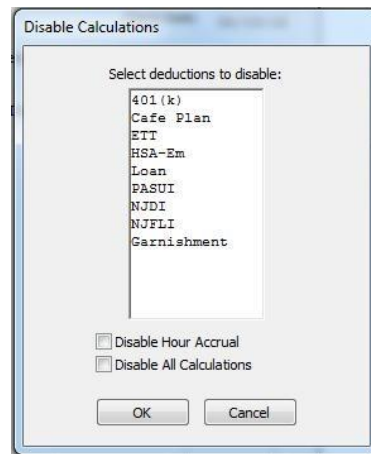 Disable Calculations
Select deductions to disable:
401(k)
Cafe Plan
ETT
HSA-Em
Loan
PASUI
NJDI
NJFLI
Garnishment
Disable Hour Accrual
Disable All Calculations
OK
Cancel